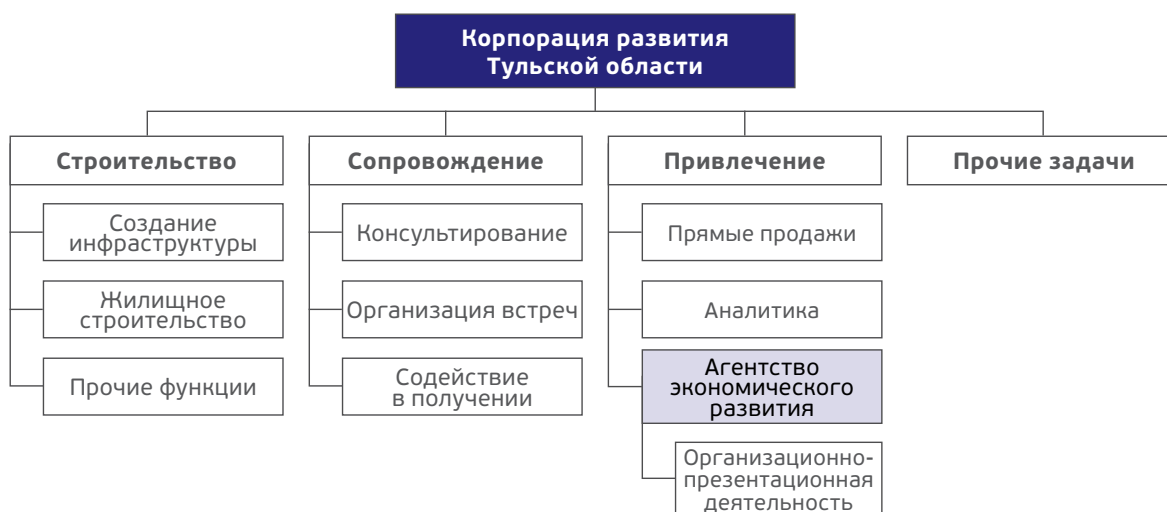 Корпорация развития
Тульской области
Строительство
Сопровождение
Привлечение
Прочие задачи
Создание
инфраструктуры
Консультирование
Прямые продажи
Жилищное
строительство
Организация встреч
Аналитика
Прочие функции
Содействие
в получении
Агентство
экономического
развития
Организационно-
презентационная
деятельность